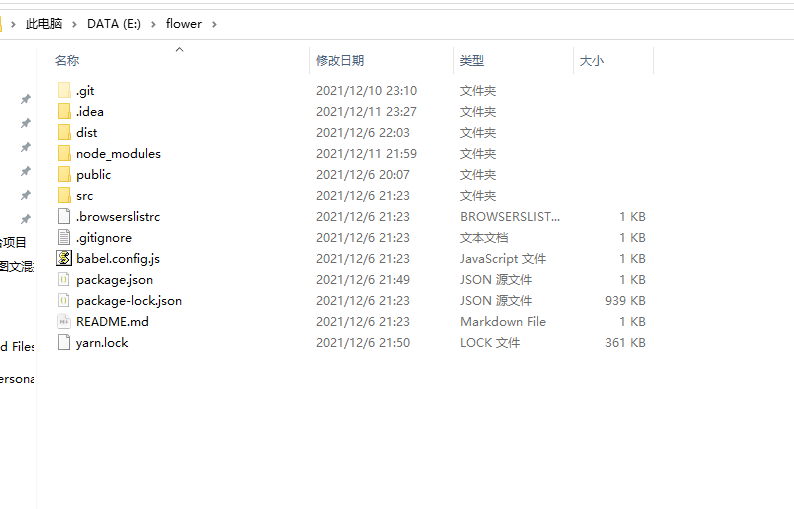 此电脑 > DATA (E:) > flower >
名称 修改日期 类型 大小
.git 2021/12/10 23:10 文件夹
.idea 2021/12/11 23:27 文件夹
dist 2021/12/6 22:03 文件夹
node_modules 2021/12/11 21:59 文件夹
public 2021/12/6 20:07 文件夹
src 2021/12/6 21:23 文件夹
.browserslistrc 2021/12/6 21:23 BROWSERSLIST... 1 KB
.gitignore 2021/12/6 21:23 文本文档 1 KB
babel.config.js 2021/12/6 21:23 JavaScript 文件 1 KB
package.json 2021/12/6 21:49 JSON 源文件 1 KB
package-lock.json 2021/12/6 21:23 JSON 源文件 939 KB
README.md 2021/12/6 21:23 Markdown File 1 KB
yarn.lock 2021/12/6 21:50 LOCK 文件 361 KB
项目
图文混
d Files
ersona